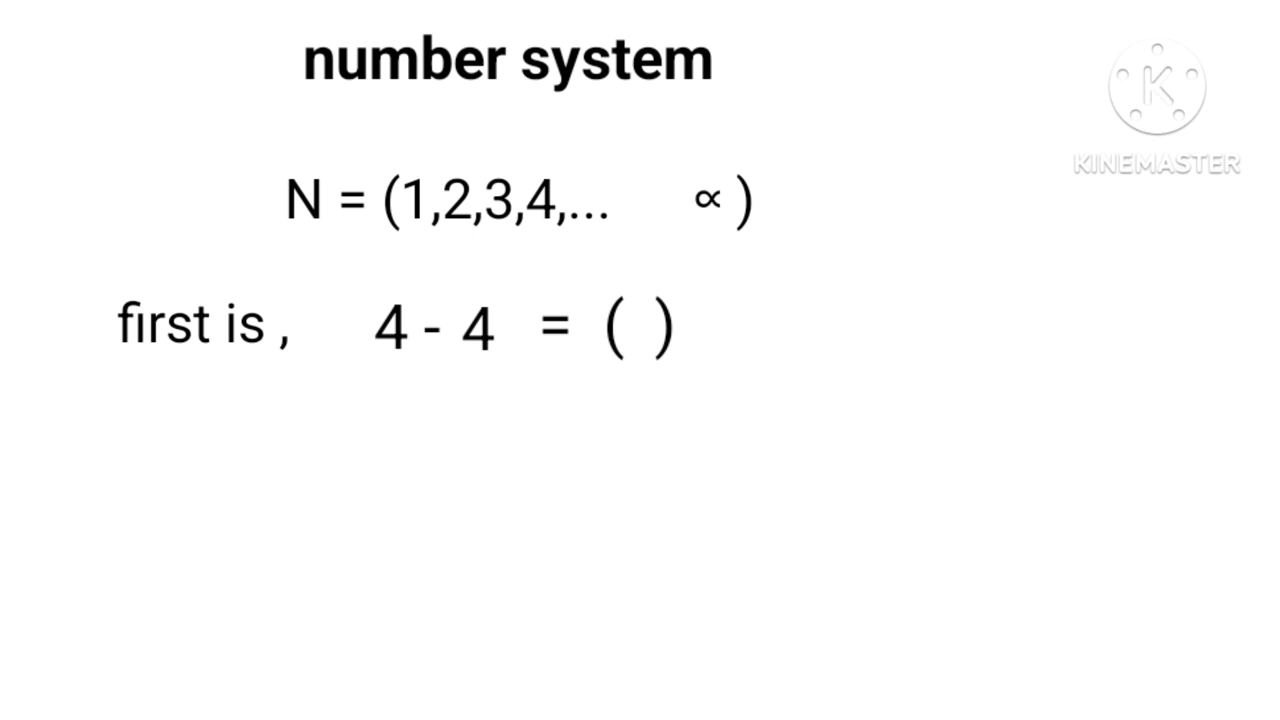 number system
K
KINEMASTER
N = (1,2,3,4,... ∝ )
first is , 4 - 4 = ( )